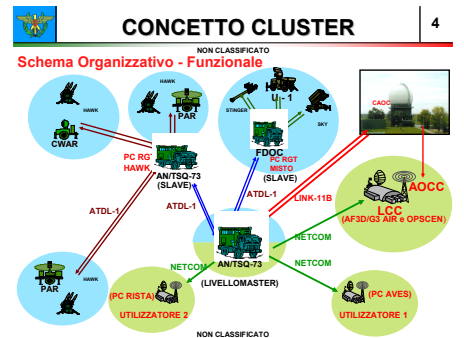 CONCETTO CLUSTER
4
NON CLASSIFICATO
Schema Organizzativo - Funzionale
HAWK
HAWK
U - 1
STINGER
SKY
CAOC
PAR
CWAR
FDOC
PC RGT
HAWK
PC RGT
MISTO
(SLAVE)
AN/TSQ-73
(SLAVE)
ATDL-1
ATDL-1
ATDL-1
LINK-11B
AOCC
LCC
(AF3D/G3 AIR e OPSCEN)
NETCOM
AN/TSQ-73
NETCOM
NETCOM
(LIVELLOMASTER)
HAWK
PAR
(PC RISTA)
UTILIZZATORE 2
(PC AVES)
UTILIZZATORE 1
NON CLASSIFICATO